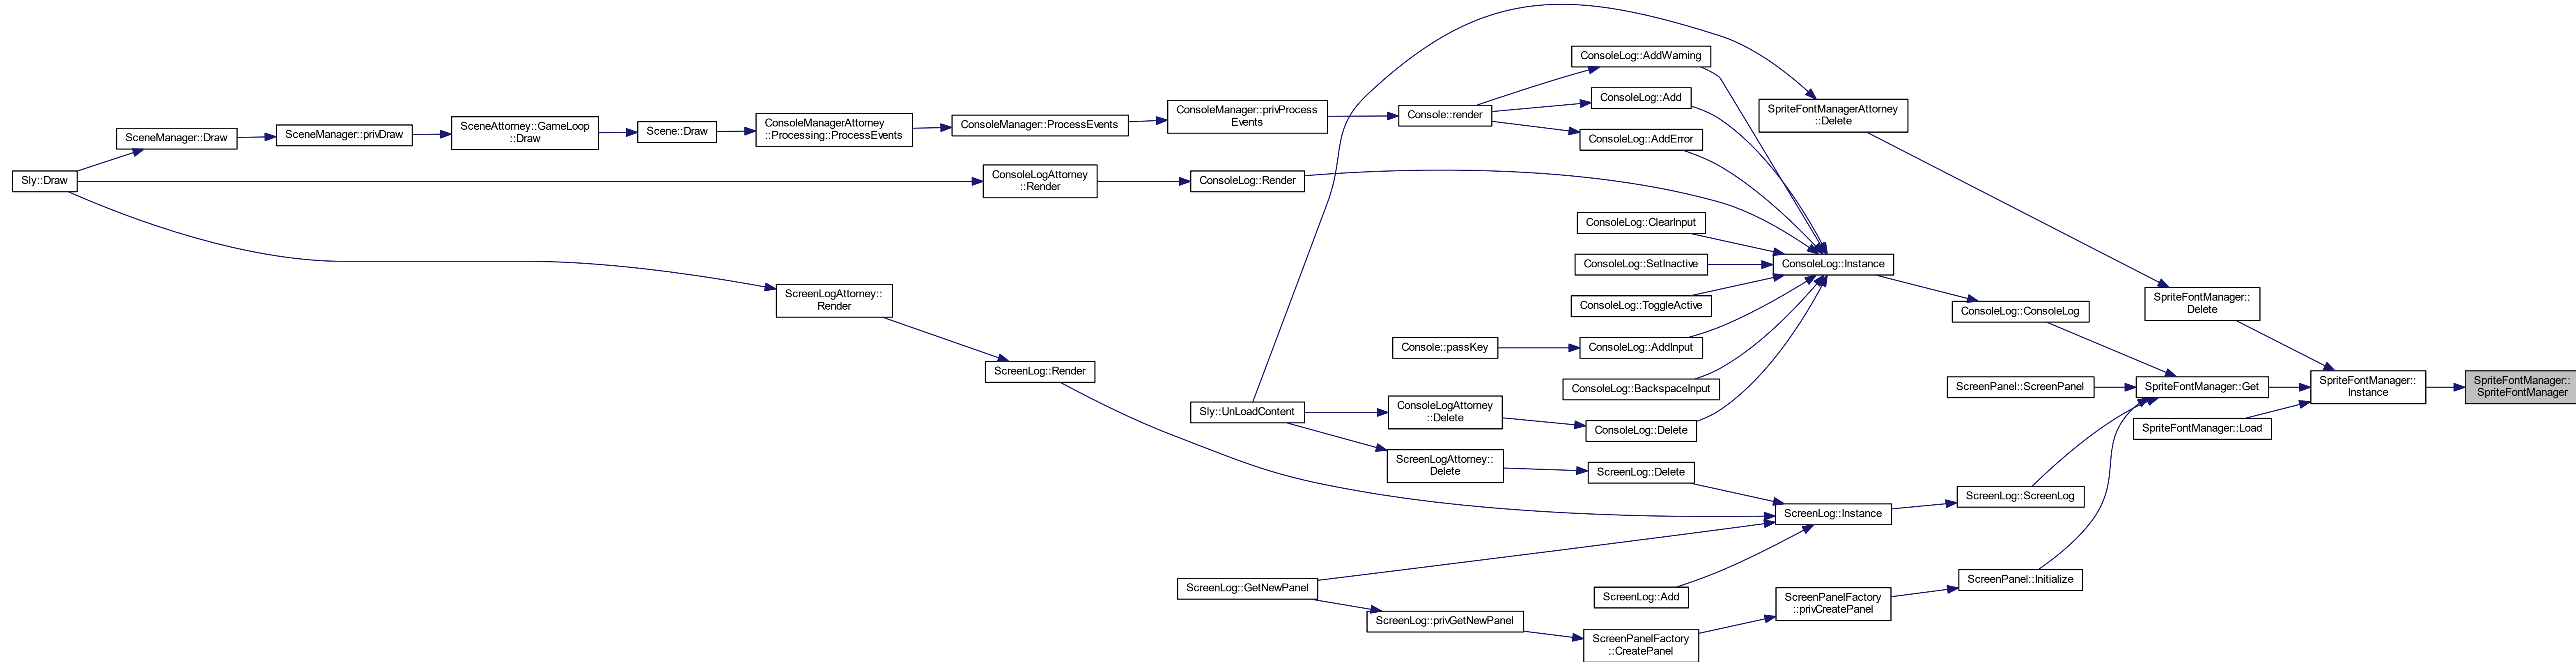 ConsoleLog::AddWarning
ConsoleLog::Add
SpriteFontManagerAttorney
::Delete
ConsoleManager::privProcess
Events
Console::render
ConsoleManagerAttorney
::Processing::ProcessEvents
ConsoleManager::ProcessEvents
SceneAttorney::GameLoop
::Draw
Scene::Draw
SceneManager::privDraw
SceneManager::Draw
ConsoleLog::AddError
Sly::Draw
ConsoleLogAttorney
::Render
ConsoleLog::Render
ConsoleLog::ClearInput
ConsoleLog::SetInactive
ConsoleLog::Instance
ConsoleLog::ToggleActive
ScreenLogAttorney::
Render
SpriteFontManager::
Delete
ConsoleLog::ConsoleLog
Console::passKey
ConsoleLog::AddInput
ScreenLog::Render
ConsoleLog::BackspaceInput
ScreenPanel::ScreenPanel
SpriteFontManager::Get
SpriteFontManager::
Instance
SpriteFontManager::
SpriteFontManager
Sly::UnLoadContent
ConsoleLogAttorney
::Delete
ConsoleLog::Delete
SpriteFontManager::Load
ScreenLogAttorney::
Delete
ScreenLog::Delete
ScreenLog::ScreenLog
ScreenLog::Instance
ScreenLog::GetNewPanel
ScreenLog::Add
ScreenPanel::Initialize
ScreenPanelFactory
::privCreatePanel
ScreenLog::privGetNewPanel
ScreenPanelFactory
::CreatePanel